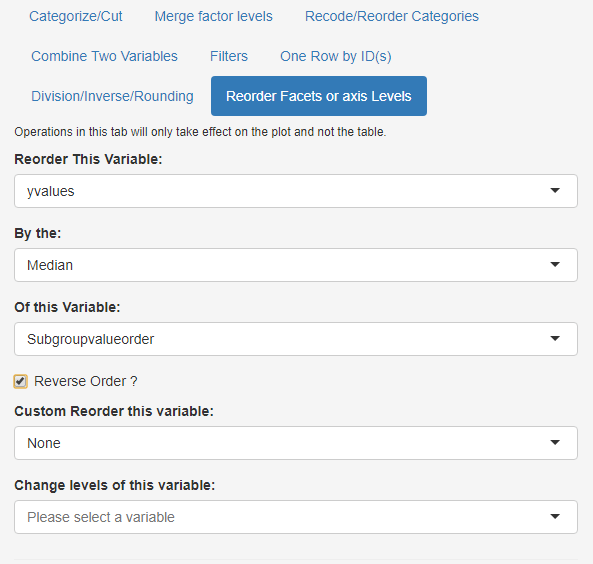 Categorize/Cut Merge factor levels Recode/Reorder Categories
Combine Two Variables Filters One Row by ID(s)
Division/Inverse/Rounding Reorder Facets or axis Levels
Operations in this tab will only take effect on the plot and not the table.
Reorder This Variable:
yvalues
By the:
Median
Of this Variable:
Subgroupvalueorder
Reverse Order ?
Custom Reorder this variable:
None
Change levels of this variable:
Please select a variable